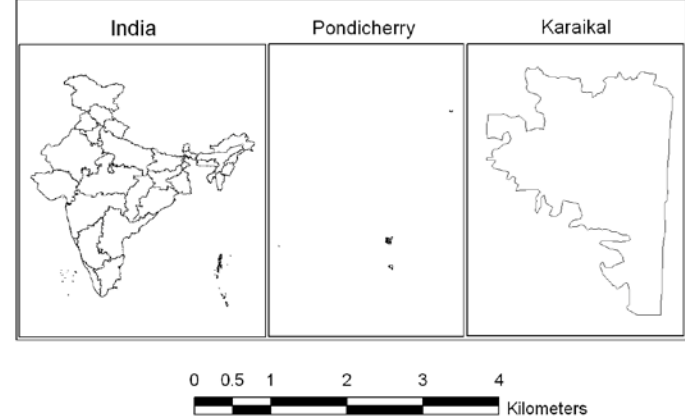 India
Pondicherry
Karaikal
0 0.5 1 2 3 4
Kilometers